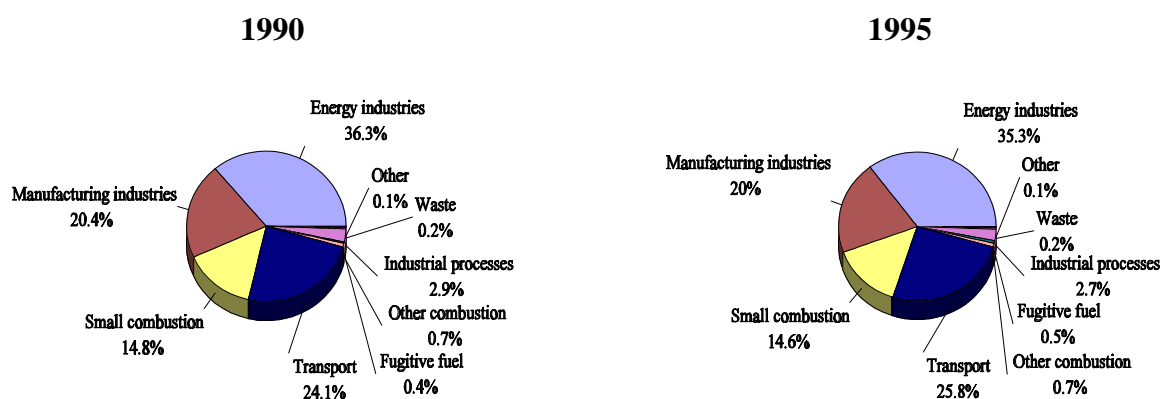 1990
Energy industries
36.3%
Other
0.1%
Waste
0.2%
Manufacturing industries
20.4%
Industrial processes
2.9%
Other combustion
0.7%
Small combustion
14.8%
Fugitive fuel
0.4%
Transport
24.1%
1995
Energy industries
35.3%
Other
0.1%
Manufacturing industries
20%
Waste
0.2%
Industrial processes
2.7%
Fugitive fuel
0.5%
Small combustion
14.6%
Other combustion
0.7%
Transport
25.8%